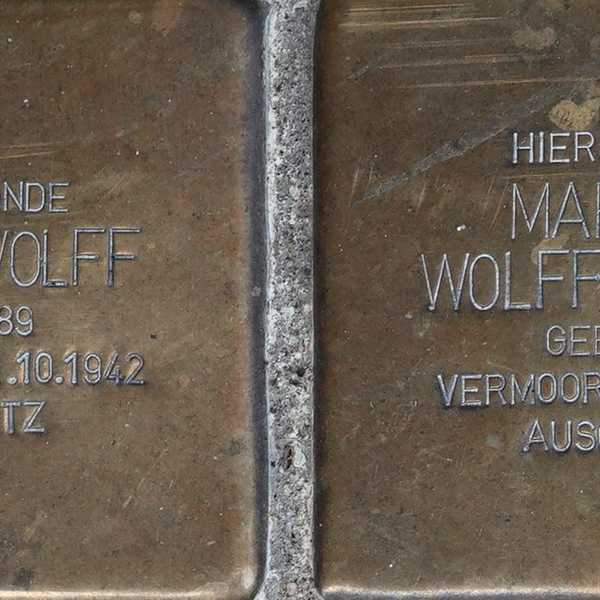 NDE
WOLFF
89
.10.1942
TZ
HIER
MA
WOLFF
GEB
VERMOOR
AUSC